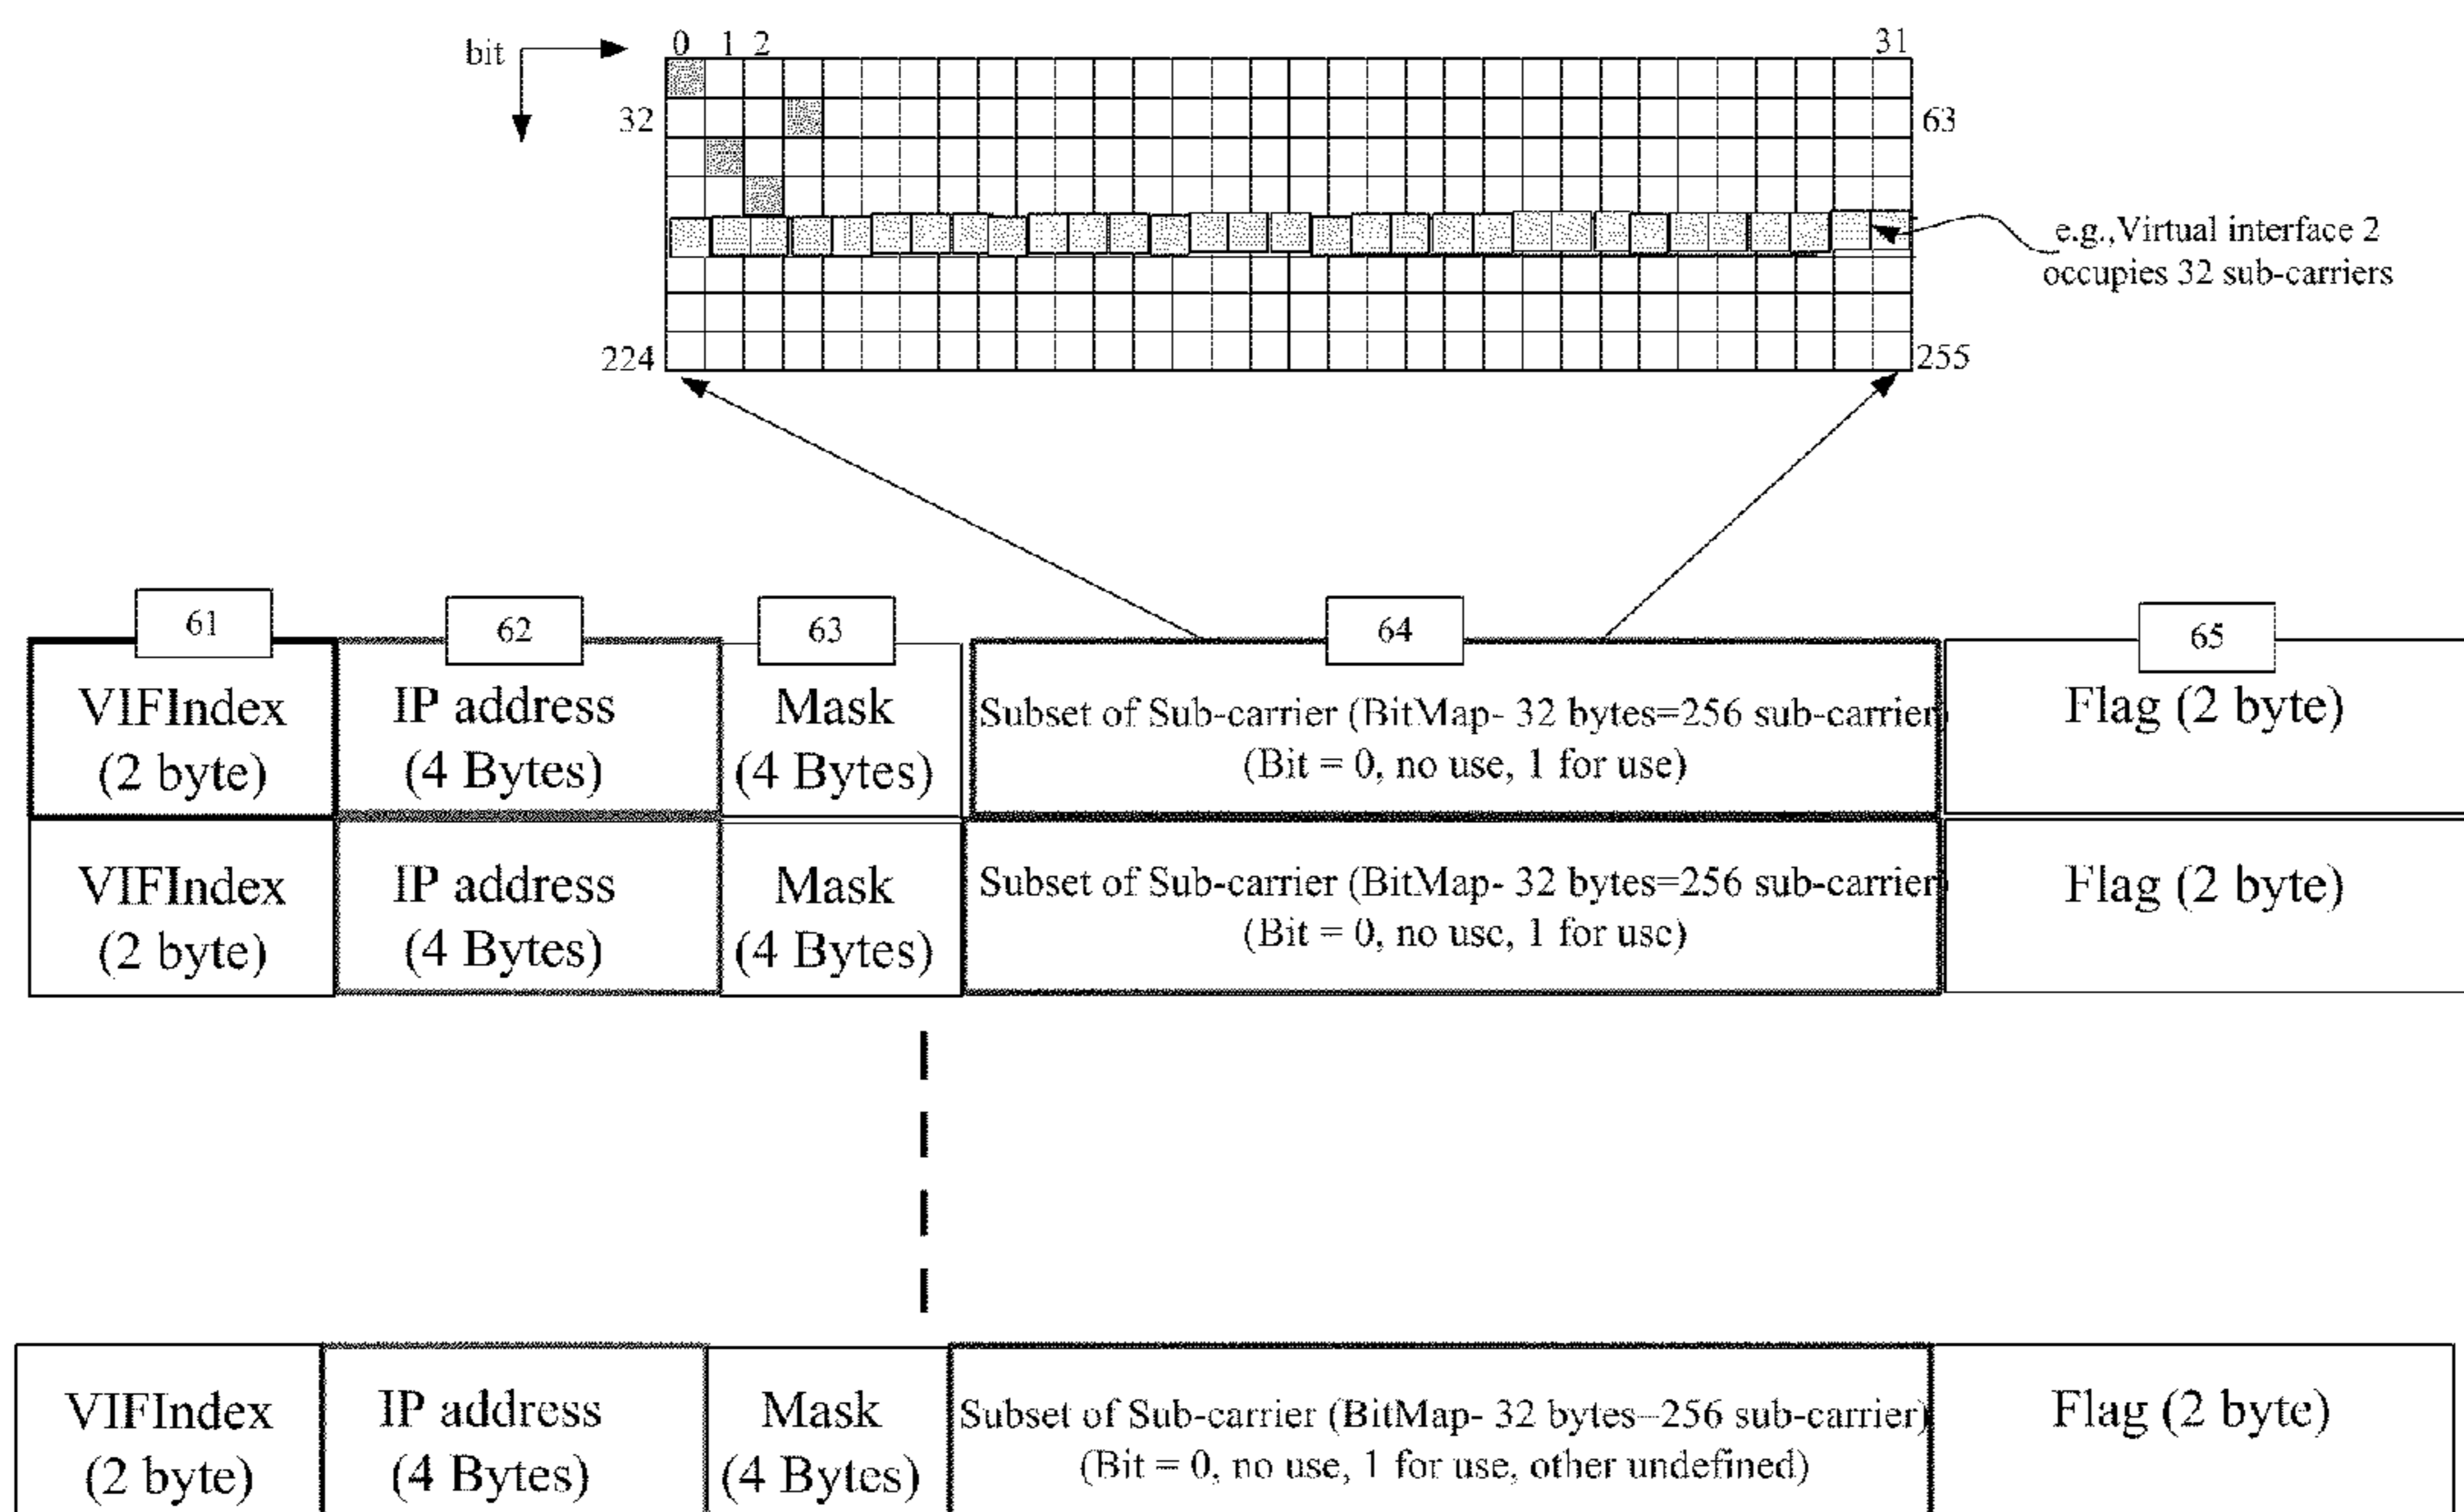 bit
0 1 2 31
32 63
e.g.,Virtual interface 2
occupies 32 sub-carriers
224 255
61 62 63 64 65
VIFIndex
(2 byte)
IP address
(4 Bytes)
Mask
(4 Bytes)
Subset of Sub-carrier (BitMap- 32 bytes=256 sub-carrier)
(Bit = 0, no use, 1 for use)
Flag (2 byte)
VIFIndex
(2 byte)
IP address
(4 Bytes)
Mask
(4 Bytes)
Subset of Sub-carrier (BitMap- 32 bytes=256 sub-carrier)
(Bit = 0, no use, 1 for use)
Flag (2 byte)
VIFIndex
(2 byte)
IP address
(4 Bytes)
Mask
(4 Bytes)
Subset of Sub-carrier (BitMap- 32 bytes–256 sub-carrier)
(Bit = 0, no use, 1 for use, other undefined)
Flag (2 byte)